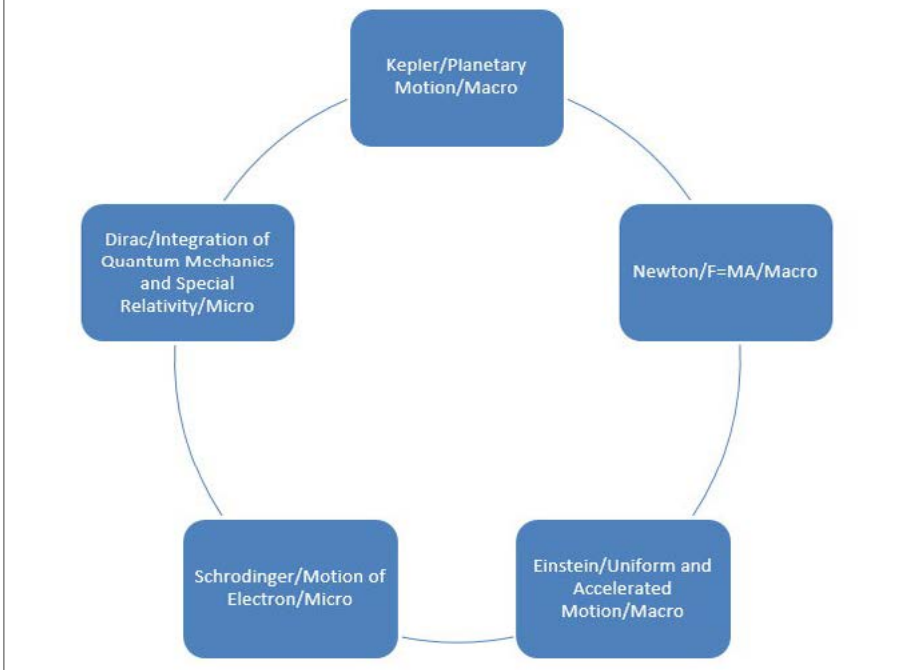 Kepler/Planetary
Motion/Macro
Newton/F=MA/Macro
Einstein/Uniform and
Accelerated
Motion/Macro
Schrodinger/Motion of
Electron/Micro
Dirac/Integration of
Quantum Mechanics
and Special
Relativity/Micro